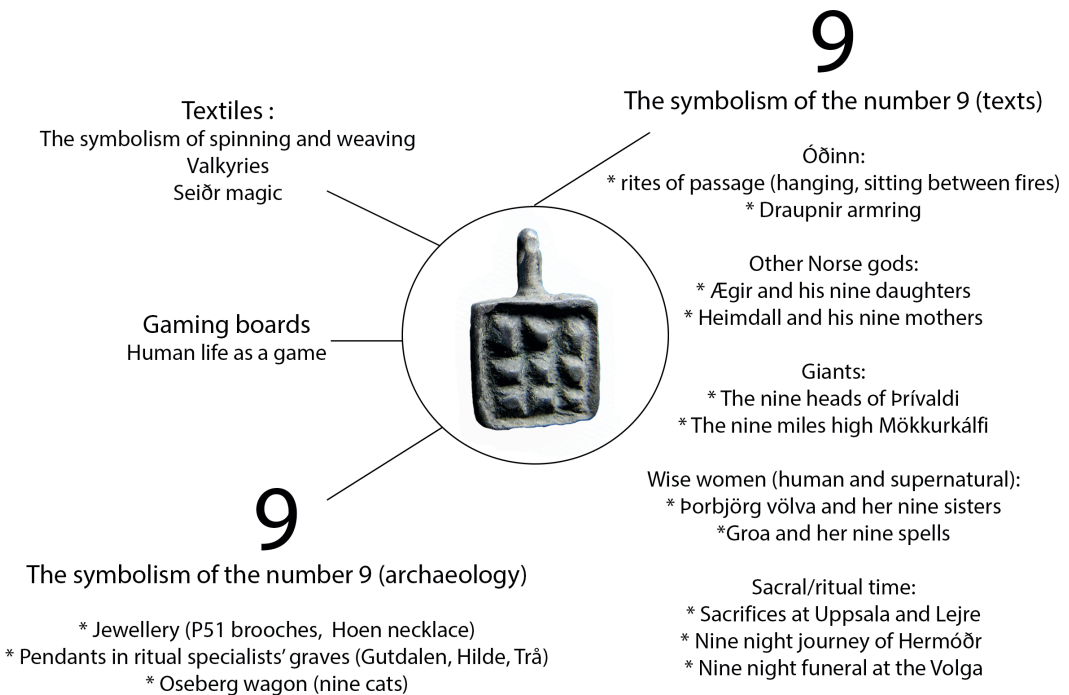 Textiles :
The symbolism of spinning and weaving
Valkyries
Seiðr magic
Gaming boards
Human life as a game
9
The symbolism of the number 9 (archaeology)
* Jewellery (P51 brooches, Hoen necklace)
* Pendants in ritual specialists’ graves (Gutdalen, Hilde, Trå)
* Oseberg wagon (nine cats)
9
The symbolism of the number 9 (texts)
Óðinn:
* rites of passage (hanging, sitting between fires)
* Draupnir armring
Other Norse gods:
* Ægir and his nine daughters
* Heimdall and his nine mothers
Giants:
* The nine heads of Þrívaldi
* The nine miles high Mökkurkálfi
Wise women (human and supernatural):
* Þorbjörg völva and her nine sisters
*Groa and her nine spells
Sacral/ritual time:
* Sacrifices at Uppsala and Lejre
* Nine night journey of Hermóðr
* Nine night funeral at the Volga